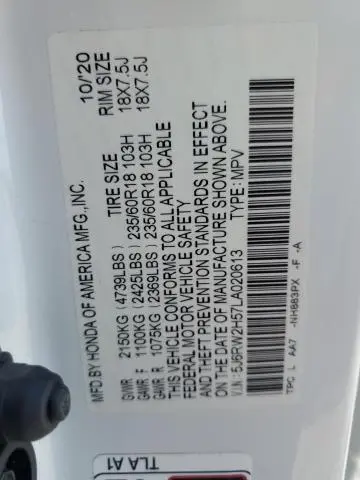 MFD.BY HONDA OF AMERICA MFG.,INC. 10/20
TIRE SIZE RIM SIZE
GVWR 2150KG (4739LBS)
GAWR F 1100KG (2425LBS) 235/60R18 103H 18X7.5J
GAWR R 1075KG (2369LBS) 235/60R18 103H 18X7.5J
THIS VEHICLE CONFORMS TO ALL APPLICABLE
FEDERAL MOTOR VEHICLE SAFETY
AND THEFT PREVENTION STANDARDS IN EFFECT
ON THE DATE OF MANUFACTURE SHOWN ABOVE.
V.I.N.:5J6RW2H57LA020613 TYPE:MPV
TPC L AA7 -NH883PX -F -A
TLA A1